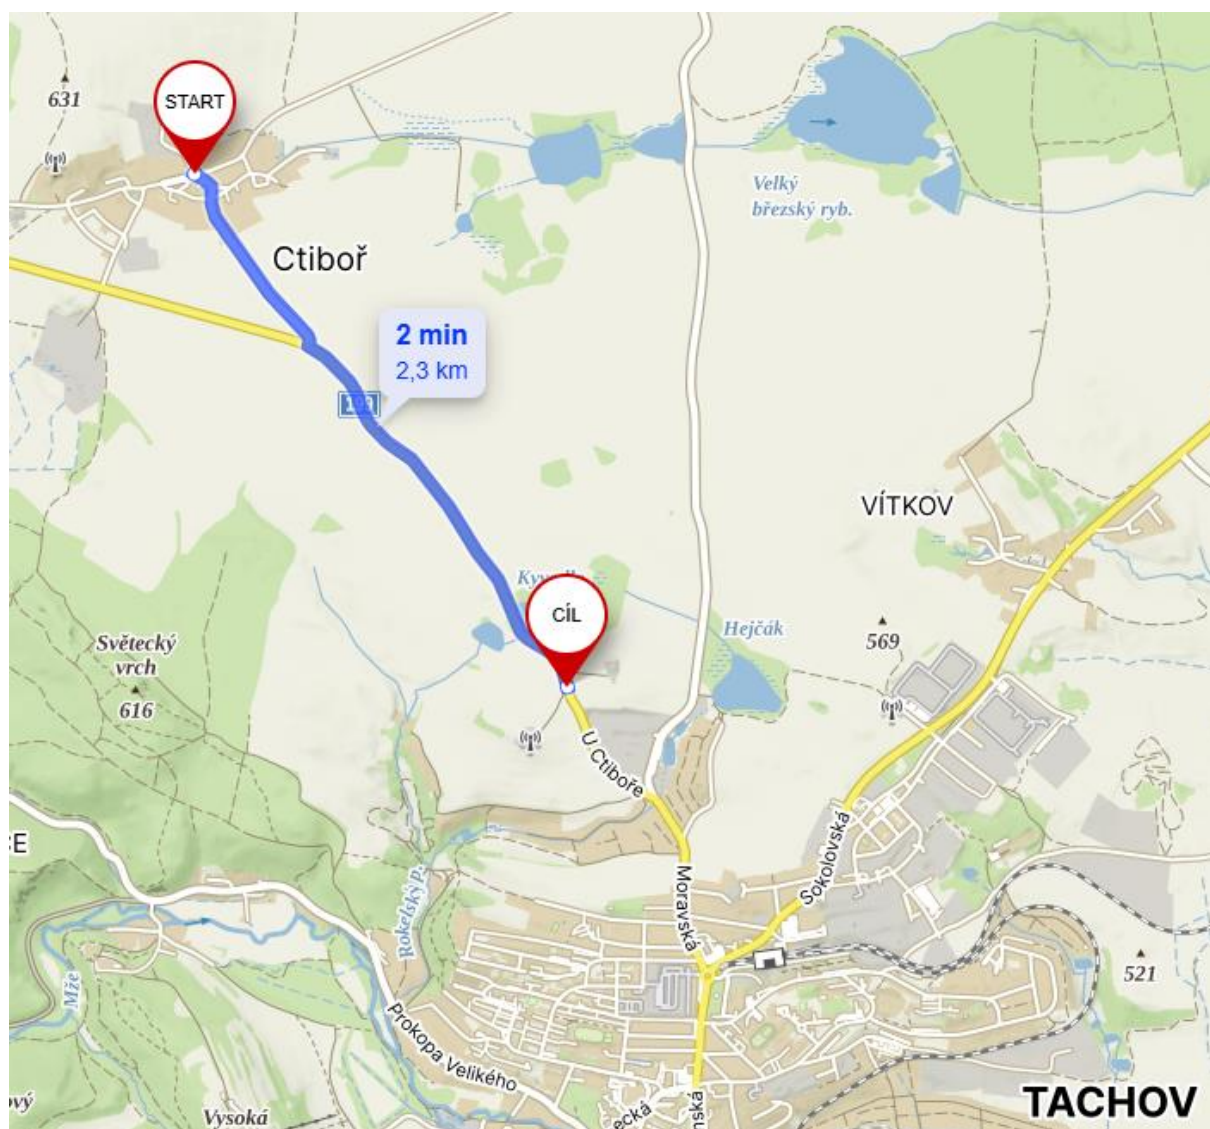 631
START
Velký
březský ryb.
Ctiboř
2 min
2,3 km
VÍTKOV
CÍL
Hejčák
569
Světecký
vrch
616
U Ctiboře
Sokolovská
Moravská
Rokelský p.
Mže
521
Prokopa Velikého
TACHOV
Vysoká